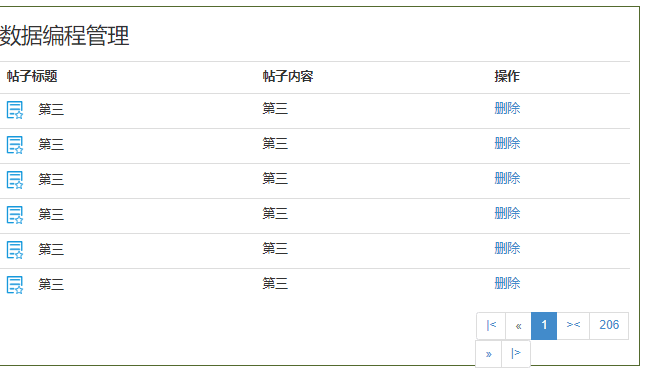 数据编程管理
帖子标题 帖子内容 操作
第三 第三 删除
第三 第三 删除
第三 第三 删除
第三 第三 删除
第三 第三 删除
第三 第三 删除
|< « 1 >< 206
» >|